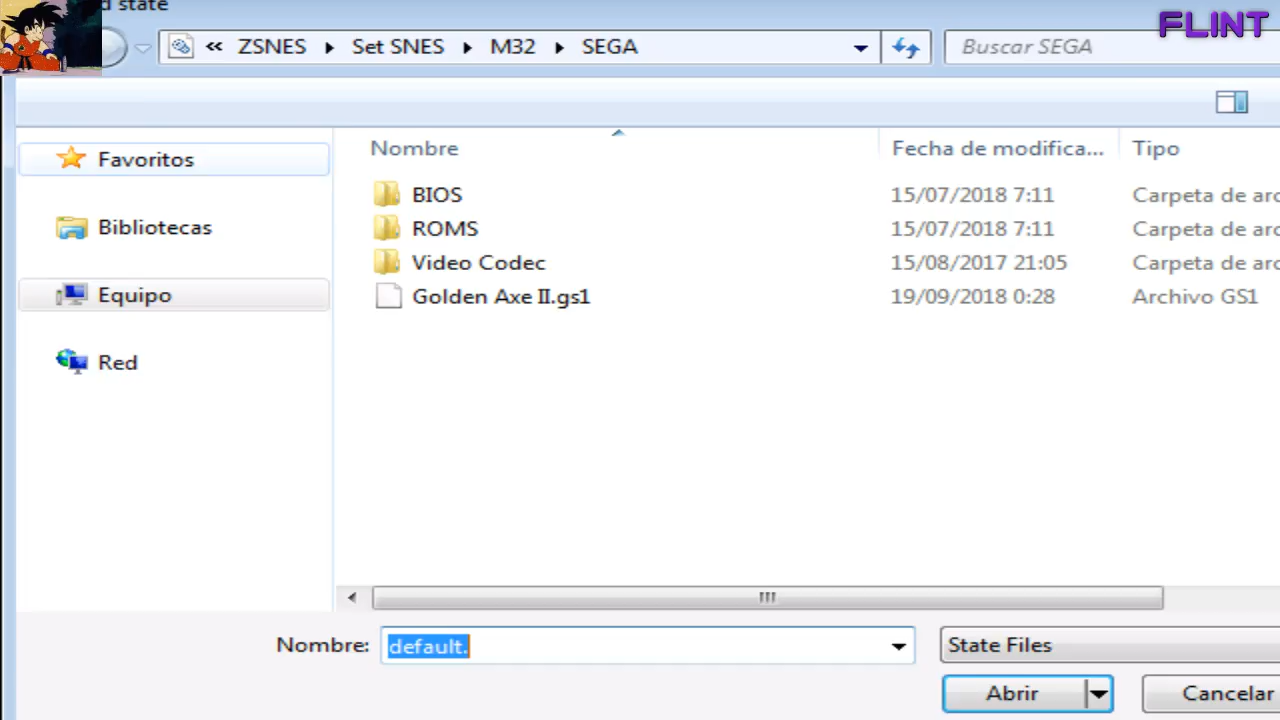 d state
FLINT
« ZSNES ▸ Set SNES ▸ M32 ▸ SEGA
Buscar SEGA
Nombre Fecha de modifica... Tipo
Favoritos
Bibliotecas
Equipo
Red
BIOS 15/07/2018 7:11 Carpeta de arc
ROMS 15/07/2018 7:11 Carpeta de arc
Video Codec 15/08/2017 21:05 Carpeta de arc
Golden Axe II.gs1 19/09/2018 0:28 Archivo GS1
Nombre: default. State Files
Abrir Cancelar